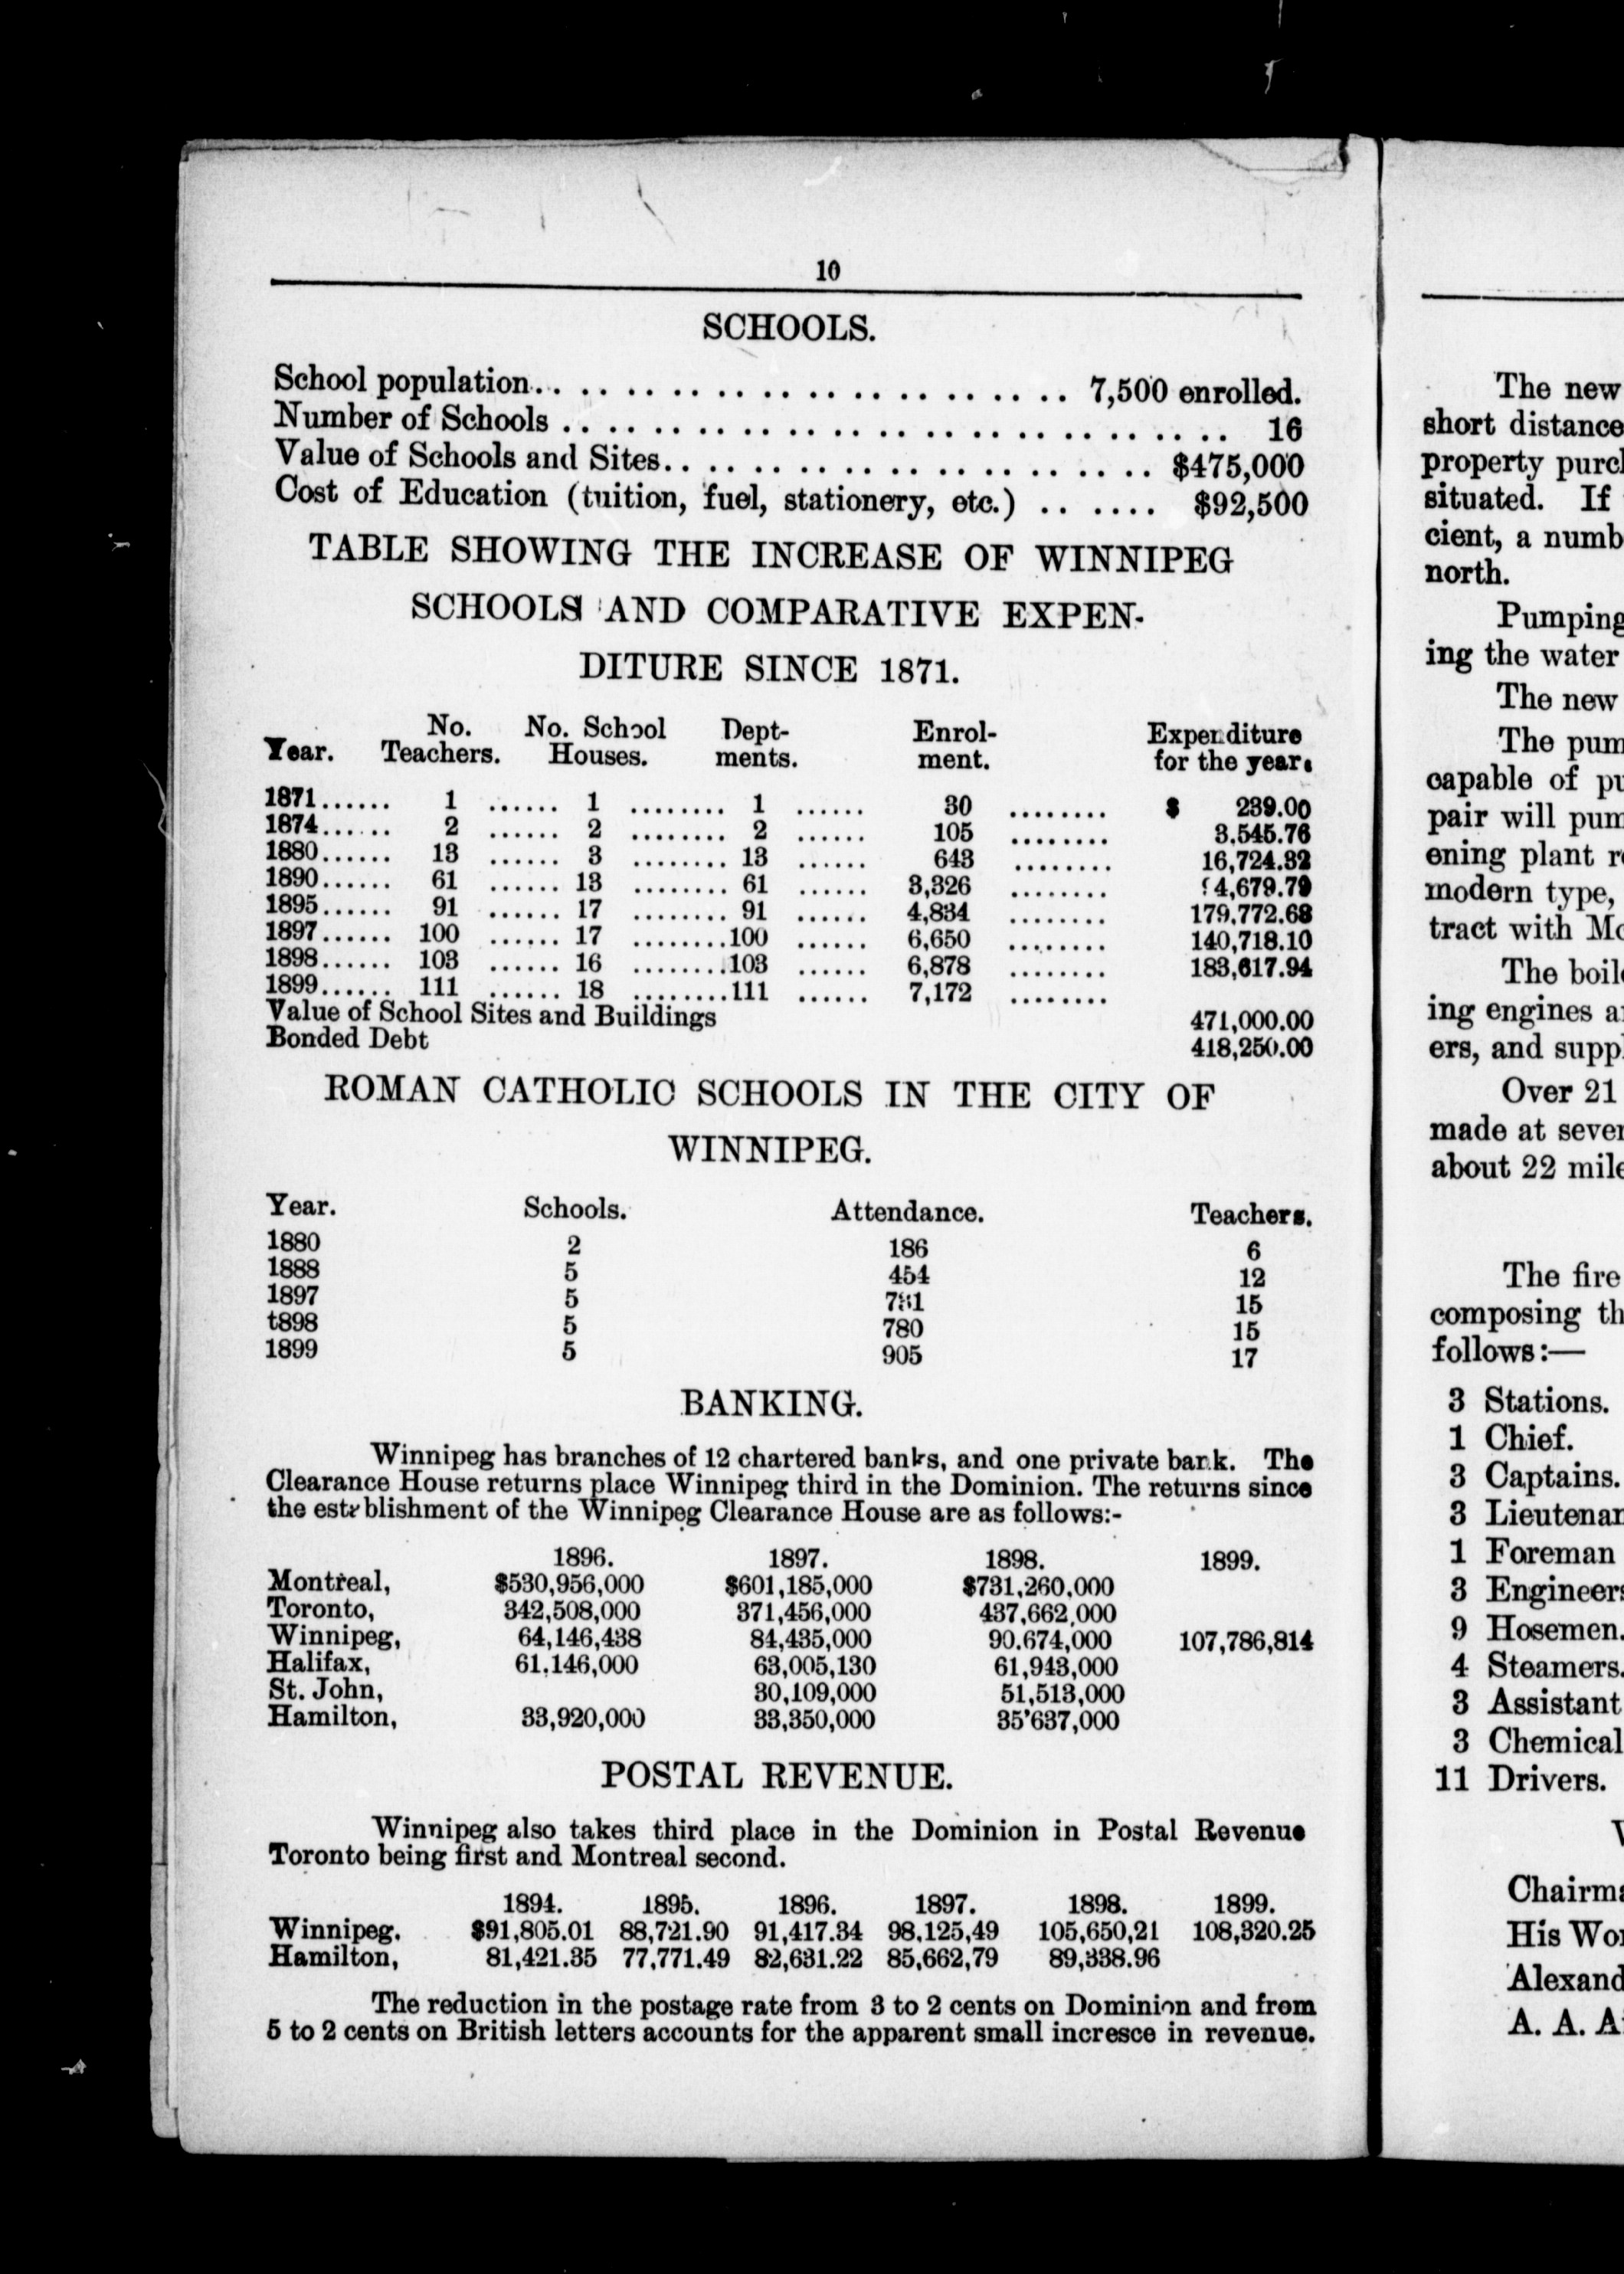 10
SCHOOLS.
School population.. . . . . . . . . . . . . . . . . . . . . . . . 7,500 enrolled.
Number of Schools . . . . . . . . . . . . . . . . . . . . . . . . . . . . . . 16
Value of Schools and Sites. . . . . . . . . . . . . . . . . . . . . . $475,000
Cost of Education (tuition, fuel, stationery, etc.) . . . . . . . $92,500
TABLE SHOWING THE INCREASE OF WINNIPEG
SCHOOLS AND COMPARATIVE EXPEN-
DITURE SINCE 1871.
No. No. School Dept- Enrol- Expenditure
Year. Teachers. Houses. ments. ment. for the year.
1871...... 1 ...... 1 ........ 1 ...... 30 ........ $ 239.00
1874...... 2 ...... 2 ........ 2 ...... 105 ........ 3.545.76
1880...... 13 ...... 3 ........ 13 ...... 643 ........ 16,724.32
1890...... 61 ...... 13 ........ 61 ...... 3,326 ........ 4,679.79
1895...... 91 ...... 17 ........ 91 ...... 4,834 ........ 179,772.68
1897...... 100 ...... 17 ........100 ...... 6,650 ........ 140,718.10
1898...... 103 ...... 16 ........103 ...... 6,878 ........ 183,617.94
1899...... 111 ...... 18 ........111 ...... 7,172 ........
Value of School Sites and Buildings 471,000.00
Bonded Debt 418,250.00
ROMAN CATHOLIC SCHOOLS IN THE CITY OF
WINNIPEG.
Year. Schools. Attendance. Teachers.
1880 2 186 6
1888 5 454 12
1897 5 15
t898 5 780 15
1899 5 905 17
BANKING.
Winnipeg has branches of 12 chartered banks, and one private bank. The
Clearance House returns place Winnipeg third in the Dominion. The returns since
the establishment of the Winnipeg Clearance House are as follows:-
1896. 1897. 1898. 1899.
Montreal, $530,956,000 $601,185,000 $731,260,000
Toronto, 342,508,000 371,456,000 437,662,000
Winnipeg, 64,146,438 84,435,000 90.674,000 107,786,814
Halifax, 61,146,000 63,005,130 61,943,000
St. John, 30,109,000 51,513,000
Hamilton, 33,920,000 33,350,000 35'637,000
POSTAL REVENUE.
Winnipeg also takes third place in the Dominion in Postal Revenue
Toronto being first and Montreal second.
1894. 1895. 1896. 1897. 1898. 1899.
Winnipeg. $91,805.01 88,721.90 91,417.34 98,125,49 105,650,21 108,320.25
Hamilton, 81,421.35 77,771.49 82,631.22 85,662,79 89,338.96
The reduction in the postage rate from 3 to 2 cents on Dominion and from
5 to 2 cents on British letters accounts for the apparent small incresce in revenue.
The new
short distance
property purc
situated. If
cient, a numb
north.
Pumping
ing the water
The new
The pum
capable of pu
pair will pum
ening plant r
modern type,
tract with Mc
The boil
ing engines a
ers, and supp
Over 21
made at sever
about 22 mile
The fire
composing th
follows:—
3 Stations.
1 Chief.
3 Captains.
3 Lieutenan
1 Foreman
3 Engineers
9 Hosemen.
4 Steamers.
3 Assistant
3 Chemical
11 Drivers.
Chairma
His Wor
Alexand
A. A. A